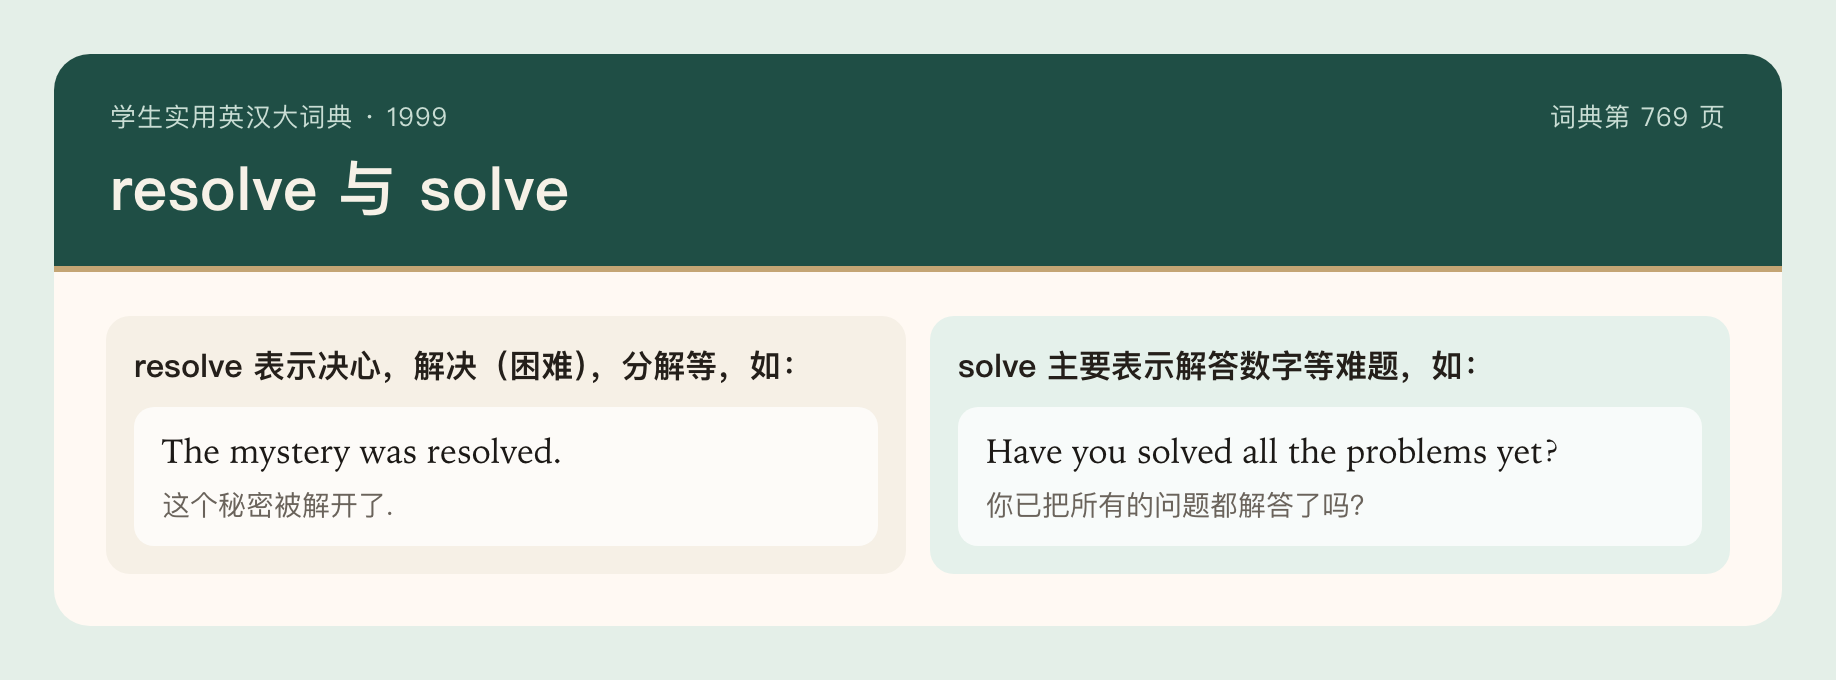 学生实用英汉大词典 · 1999
词典第 769 页
resolve 与 solve
resolve 表示决心，解决（困难），分解等，如：
The mystery was resolved.
这个秘密被解开了.
solve 主要表示解答数字等难题，如：
Have you solved all the problems yet?
你已把所有的问题都解答了吗?